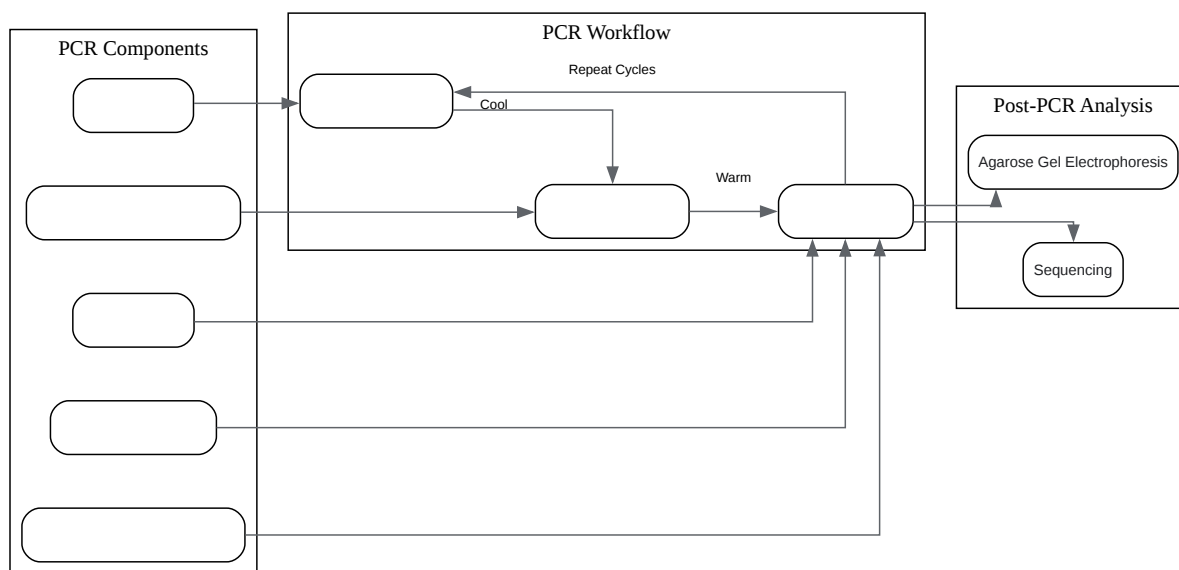 PCR Components
PCR Workflow
Repeat Cycles
Cool
Warm
Post-PCR Analysis
Agarose Gel Electrophoresis
Sequencing